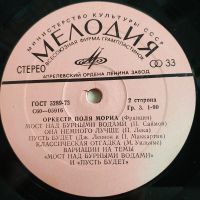 МИНИСТЕРСТВО КУЛЬТУРЫ СССР
МЕЛОДИЯ
ВСЕСОЮЗНАЯ ФИРМА ГРАМПЛАСТИНОК
СТЕРЕО
33
АПРЕЛЕВСКИЙ ОРДЕНА ЛЕНИНА ЗАВОД
ГОСТ 5289-73
2 сторона
Гр. 3. 1-90
ОРКЕСТР ПОЛЯ МОРИА (Франция)
МОСТ НАД БУРНЫМИ ВОДАМИ (П. Саймон)
ОНА НЕМНОГО ЛУЧШЕ (П. Лека)
ПУСТЬ БУДЕТ (Дж. Леннон и П. Маккартни)
КЛАССИЧЕСКАЯ ОТГАДКА (М. Уильямс)
ВАРИАЦИИ НА ТЕМЫ
"МОСТ НАД БУРНЫМИ ВОДАМИ"
И "ПУСТЬ БУДЕТ"